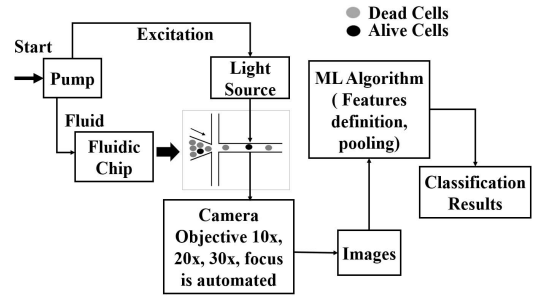 Dead Cells
Alive Cells
Excitation
Start
Pump
Light
Source
ML Algorithm
( Features
definition,
pooling)
Fluid
Fluidic
Chip
Classification
Results
Camera
Objective 10x,
20x, 30x, focus
is automated
Images